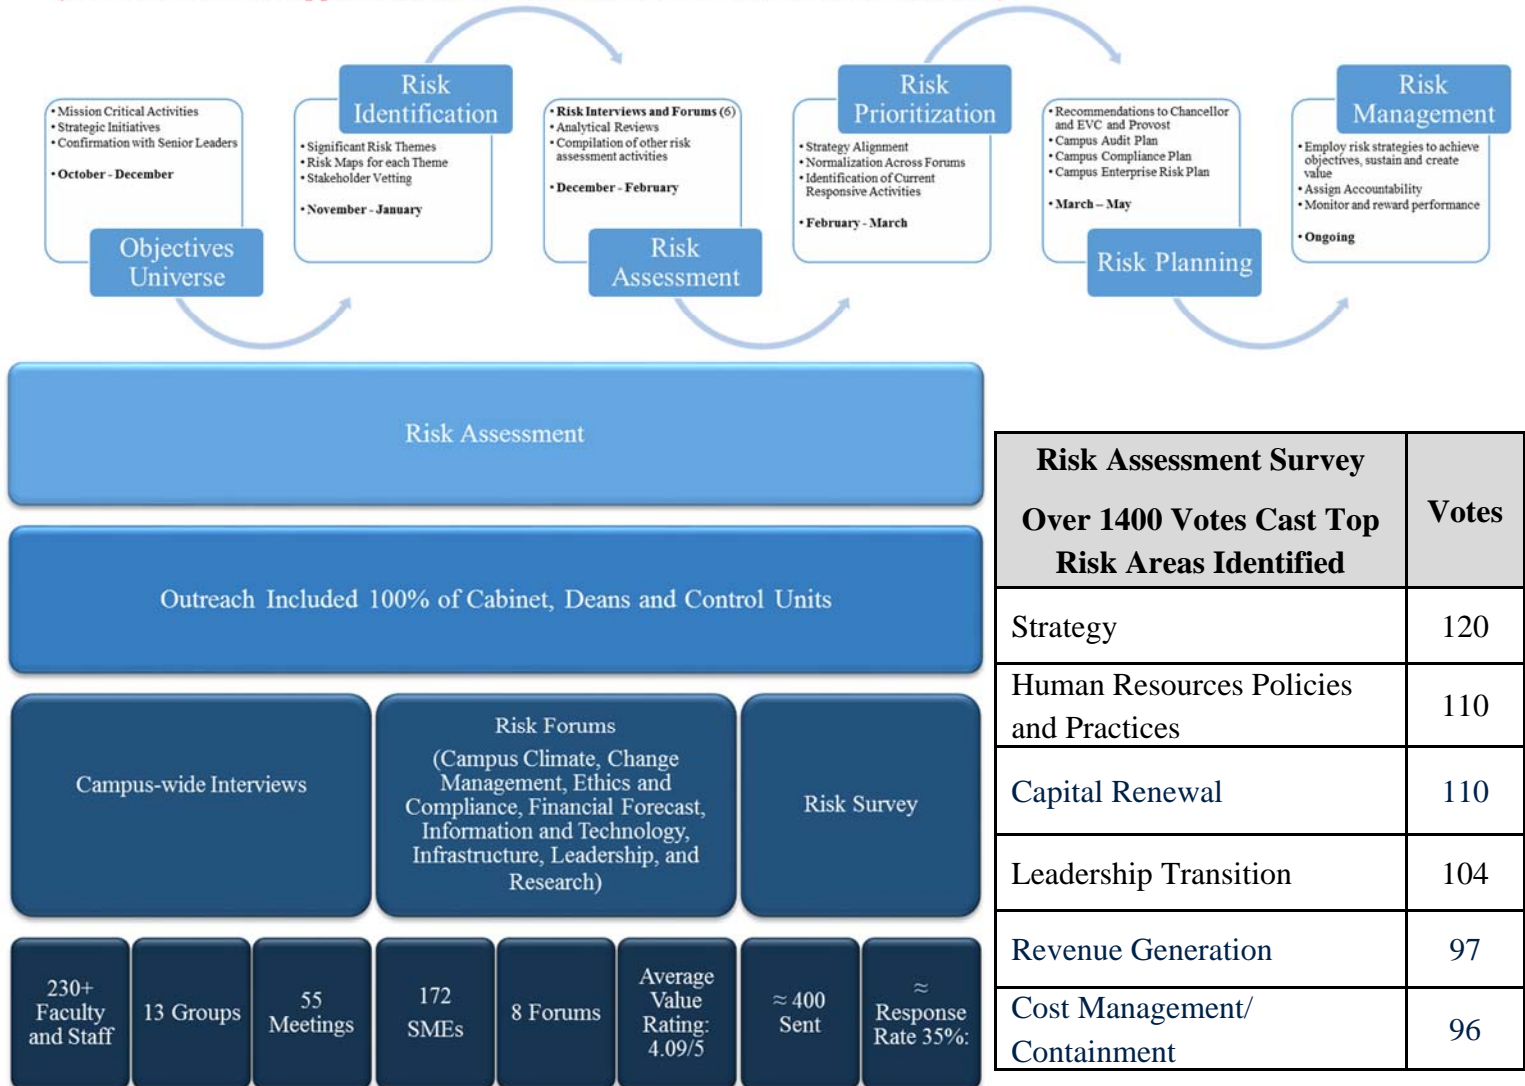 • Mission Critical Activities
• Strategic Initiatives
• Confirmation with Senior Leaders
• October - December
Objectives
Universe
Risk
Identification
• Significant Risk Themes
• Risk Maps for each Theme
• Stakeholder Vetting
• November - January
• Risk Interviews and Forums (6)
• Analytical Reviews
• Compilation of other risk
assessment activities
• December - February
Risk
Assessment
Risk
Prioritization
• Strategy Alignment
• Normalization Across Forums
• Identification of Current
Responsive Activities
• February - March
• Recommendations to Chancellor
and EVC and Provost
• Campus Audit Plan
• Campus Compliance Plan
• Campus Enterprise Risk Plan
• March – May
Risk Planning
Risk
Management
• Employ risk strategies to achieve
objectives, sustain and create
value
• Assign Accountability
• Monitor and reward performance
• Ongoing
Risk Assessment
Outreach Included 100% of Cabinet, Deans and Control Units
Campus-wide Interviews
Risk Forums
(Campus Climate, Change
Management, Ethics and
Compliance, Financial Forecast,
Information and Technology,
Infrastructure, Leadership, and
Research)
Risk Survey
230+
Faculty
and Staff
13 Groups
55
Meetings
172
SMEs
8 Forums
Average
Value
Rating:
4.09/5
≈ 400
Sent
≈
Response
Rate 35%:
Risk Assessment Survey
Over 1400 Votes Cast Top
Risk Areas Identified
Votes
Strategy 120
Human Resources Policies
and Practices 110
Capital Renewal 110
Leadership Transition 104
Revenue Generation 97
Cost Management/
Containment 96